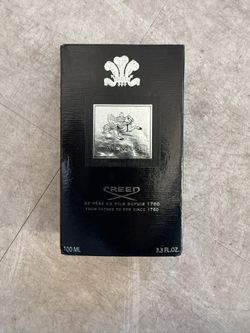 CREED
DE PÈRE EN FILS DEPUIS 1760
FROM FATHER TO SON SINCE 1760
100 ML 3.3 FL.OZ.